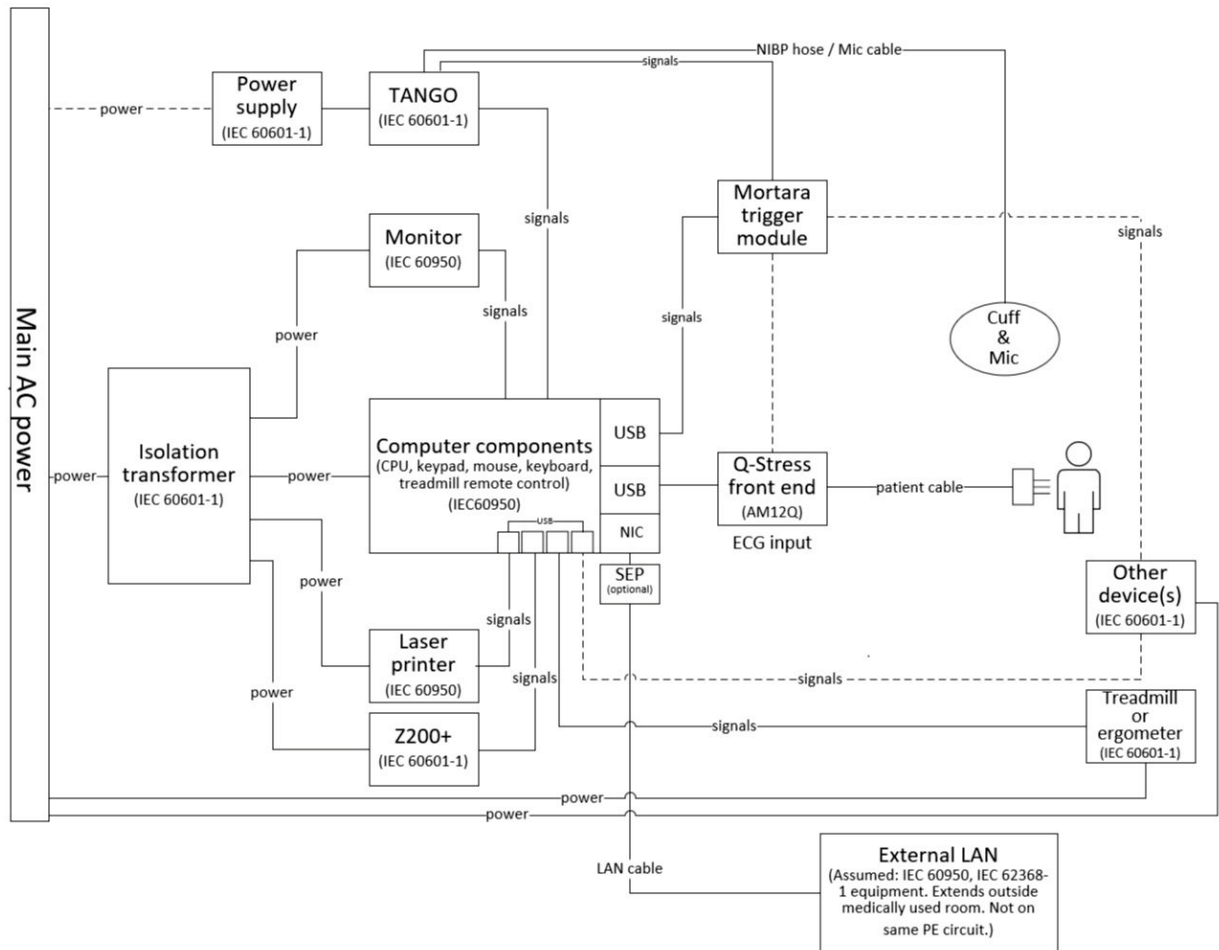 NIBP hose / Mic cable
signals
Power
supply
(IEC 60601-1)
TANGO
(IEC 60601-1)
power
Mortara
trigger
module
signals
signals
Monitor
(IEC 60950)
signals
signals
power
Cuff
&
Mic
Main AC power
Isolation
transformer
(IEC 60601-1)
power
power
Computer components
(CPU, keypad, mouse, keyboard,
treadmill remote control)
(IEC60950)
USB
USB
NIC
USB
Q-Stress
front end
(AM12Q)
ECG input
patient cable
SEP
(optional)
Other
device(s)
(IEC 60601-1)
power
signals
Laser
printer
(IEC 60950)
signals
signals
power
Z200+
(IEC 60601-1)
signals
Treadmill
or
ergometer
(IEC 60601-1)
power
power
LAN cable
External LAN
(Assumed: IEC 60950, IEC 62368-
1 equipment. Extends outside
medically used room. Not on
same PE circuit.)